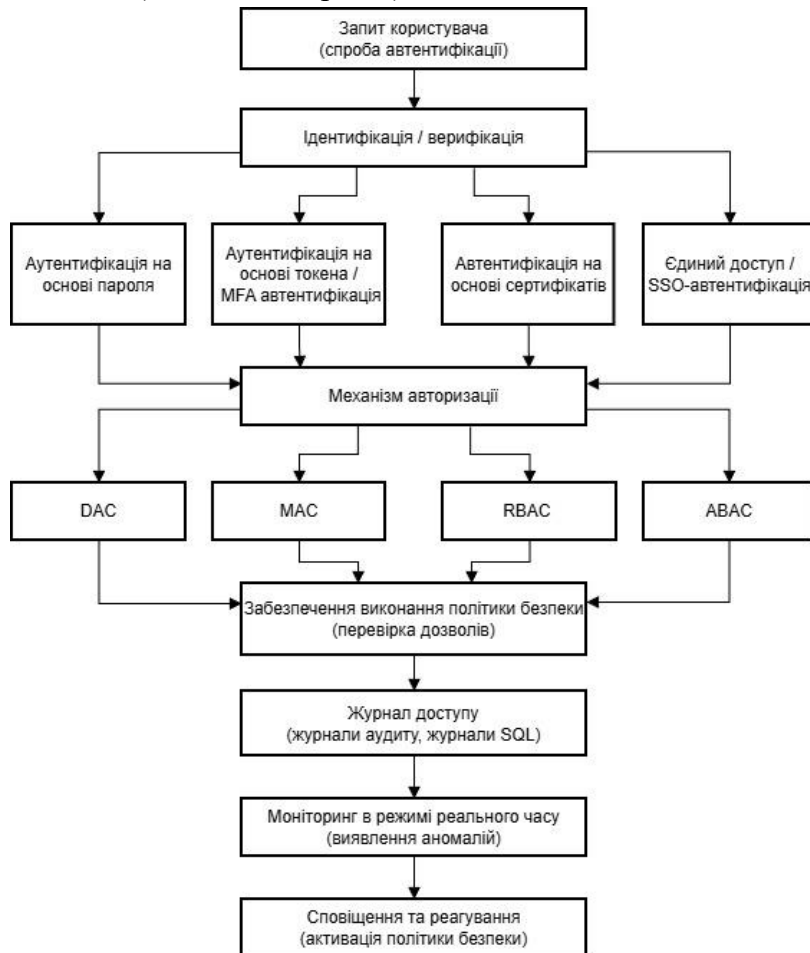 Запит користувача
(спроба автентифікації)
Ідентифікація / верифікація
Аутентифікація на
основі пароля
Аутентифікація на
основі токена /
MFA автентифікація
Автентифікація на
основі сертифікатів
Єдиний доступ /
SSO-автентифікація
Механізм авторизації
DAC
MAC
RBAC
ABAC
Забезпечення виконання політики безпеки
(перевірка дозволів)
Журнал доступу
(журнали аудиту, журнали SQL)
Моніторинг в режимі реального часу
(виявлення аномалій)
Сповіщення та реагування
(активація політики безпеки)